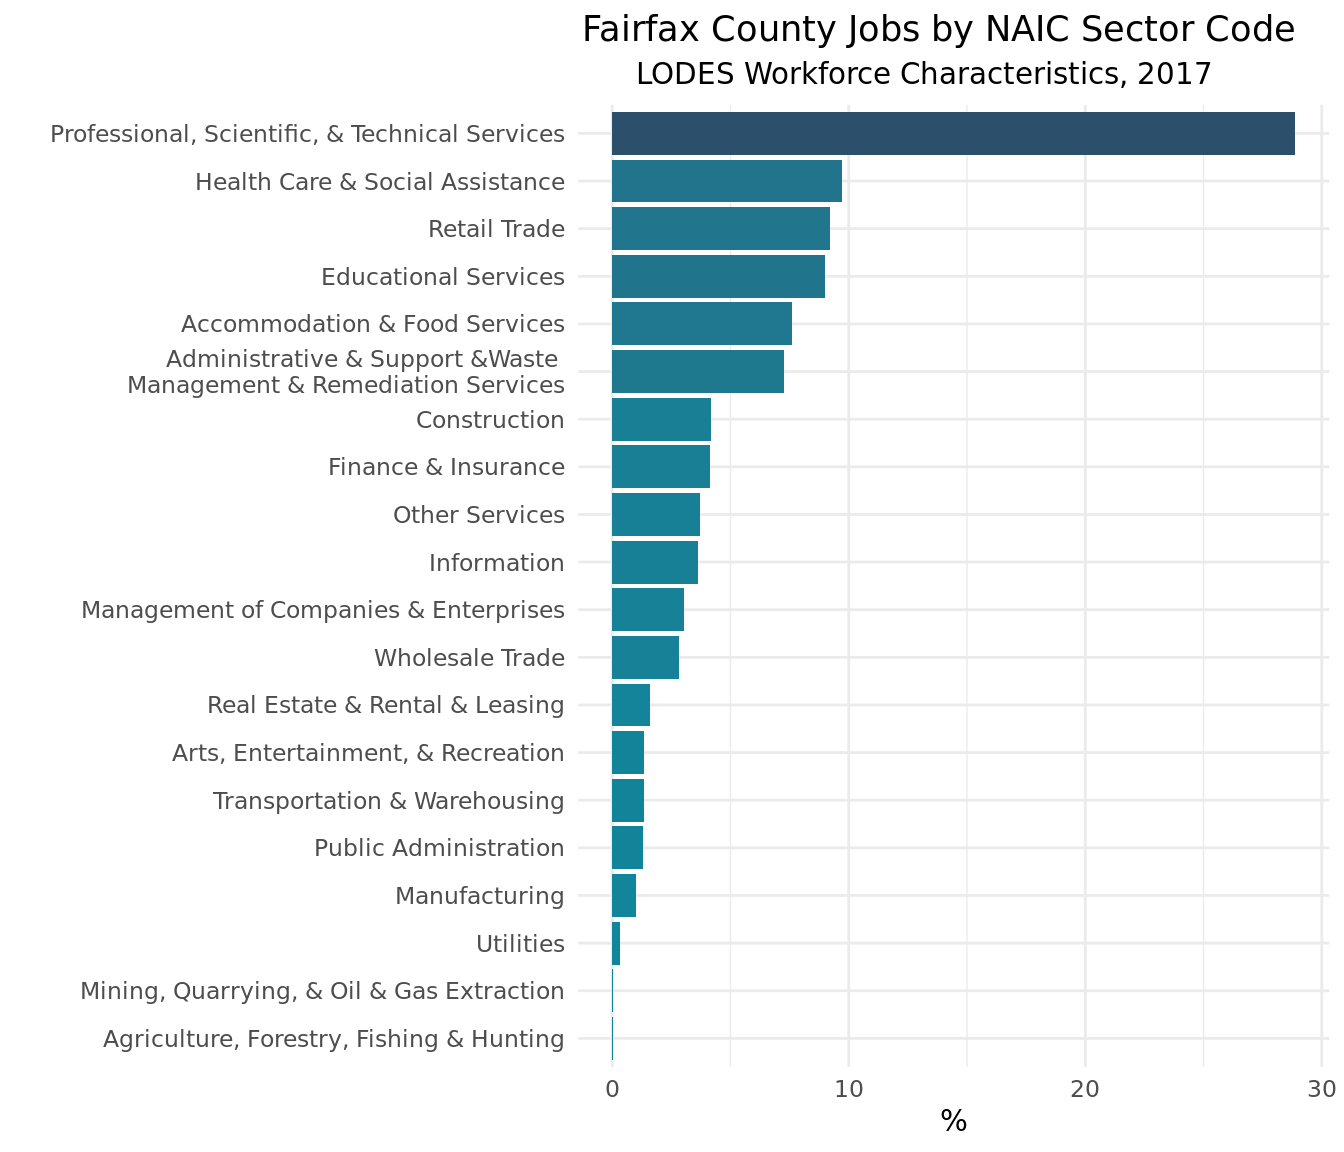 Fairfax County Jobs by NAIC Sector Code
LODES Workforce Characteristics, 2017
Professional, Scientific, & Technical Services
Health Care & Social Assistance
Retail Trade
Educational Services
Accommodation & Food Services
Administrative & Support &Waste
Management & Remediation Services
Construction
Finance & Insurance
Other Services
Information
Management of Companies & Enterprises
Wholesale Trade
Real Estate & Rental & Leasing
Arts, Entertainment, & Recreation
Transportation & Warehousing
Public Administration
Manufacturing
Utilities
Mining, Quarrying, & Oil & Gas Extraction
Agriculture, Forestry, Fishing & Hunting
0 10 20 30
%